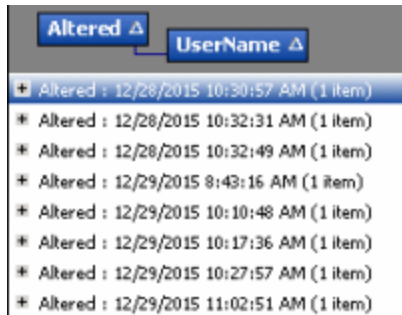 Altered
UserName
Altered : 12/28/2015 10:30:57 AM (1 item)
Altered : 12/28/2015 10:32:31 AM (1 item)
Altered : 12/28/2015 10:32:49 AM (1 item)
Altered : 12/29/2015 8:43:16 AM (1 item)
Altered : 12/29/2015 10:10:48 AM (1 item)
Altered : 12/29/2015 10:17:36 AM (1 item)
Altered : 12/29/2015 10:27:57 AM (1 item)
Altered : 12/29/2015 11:02:51 AM (1 item)